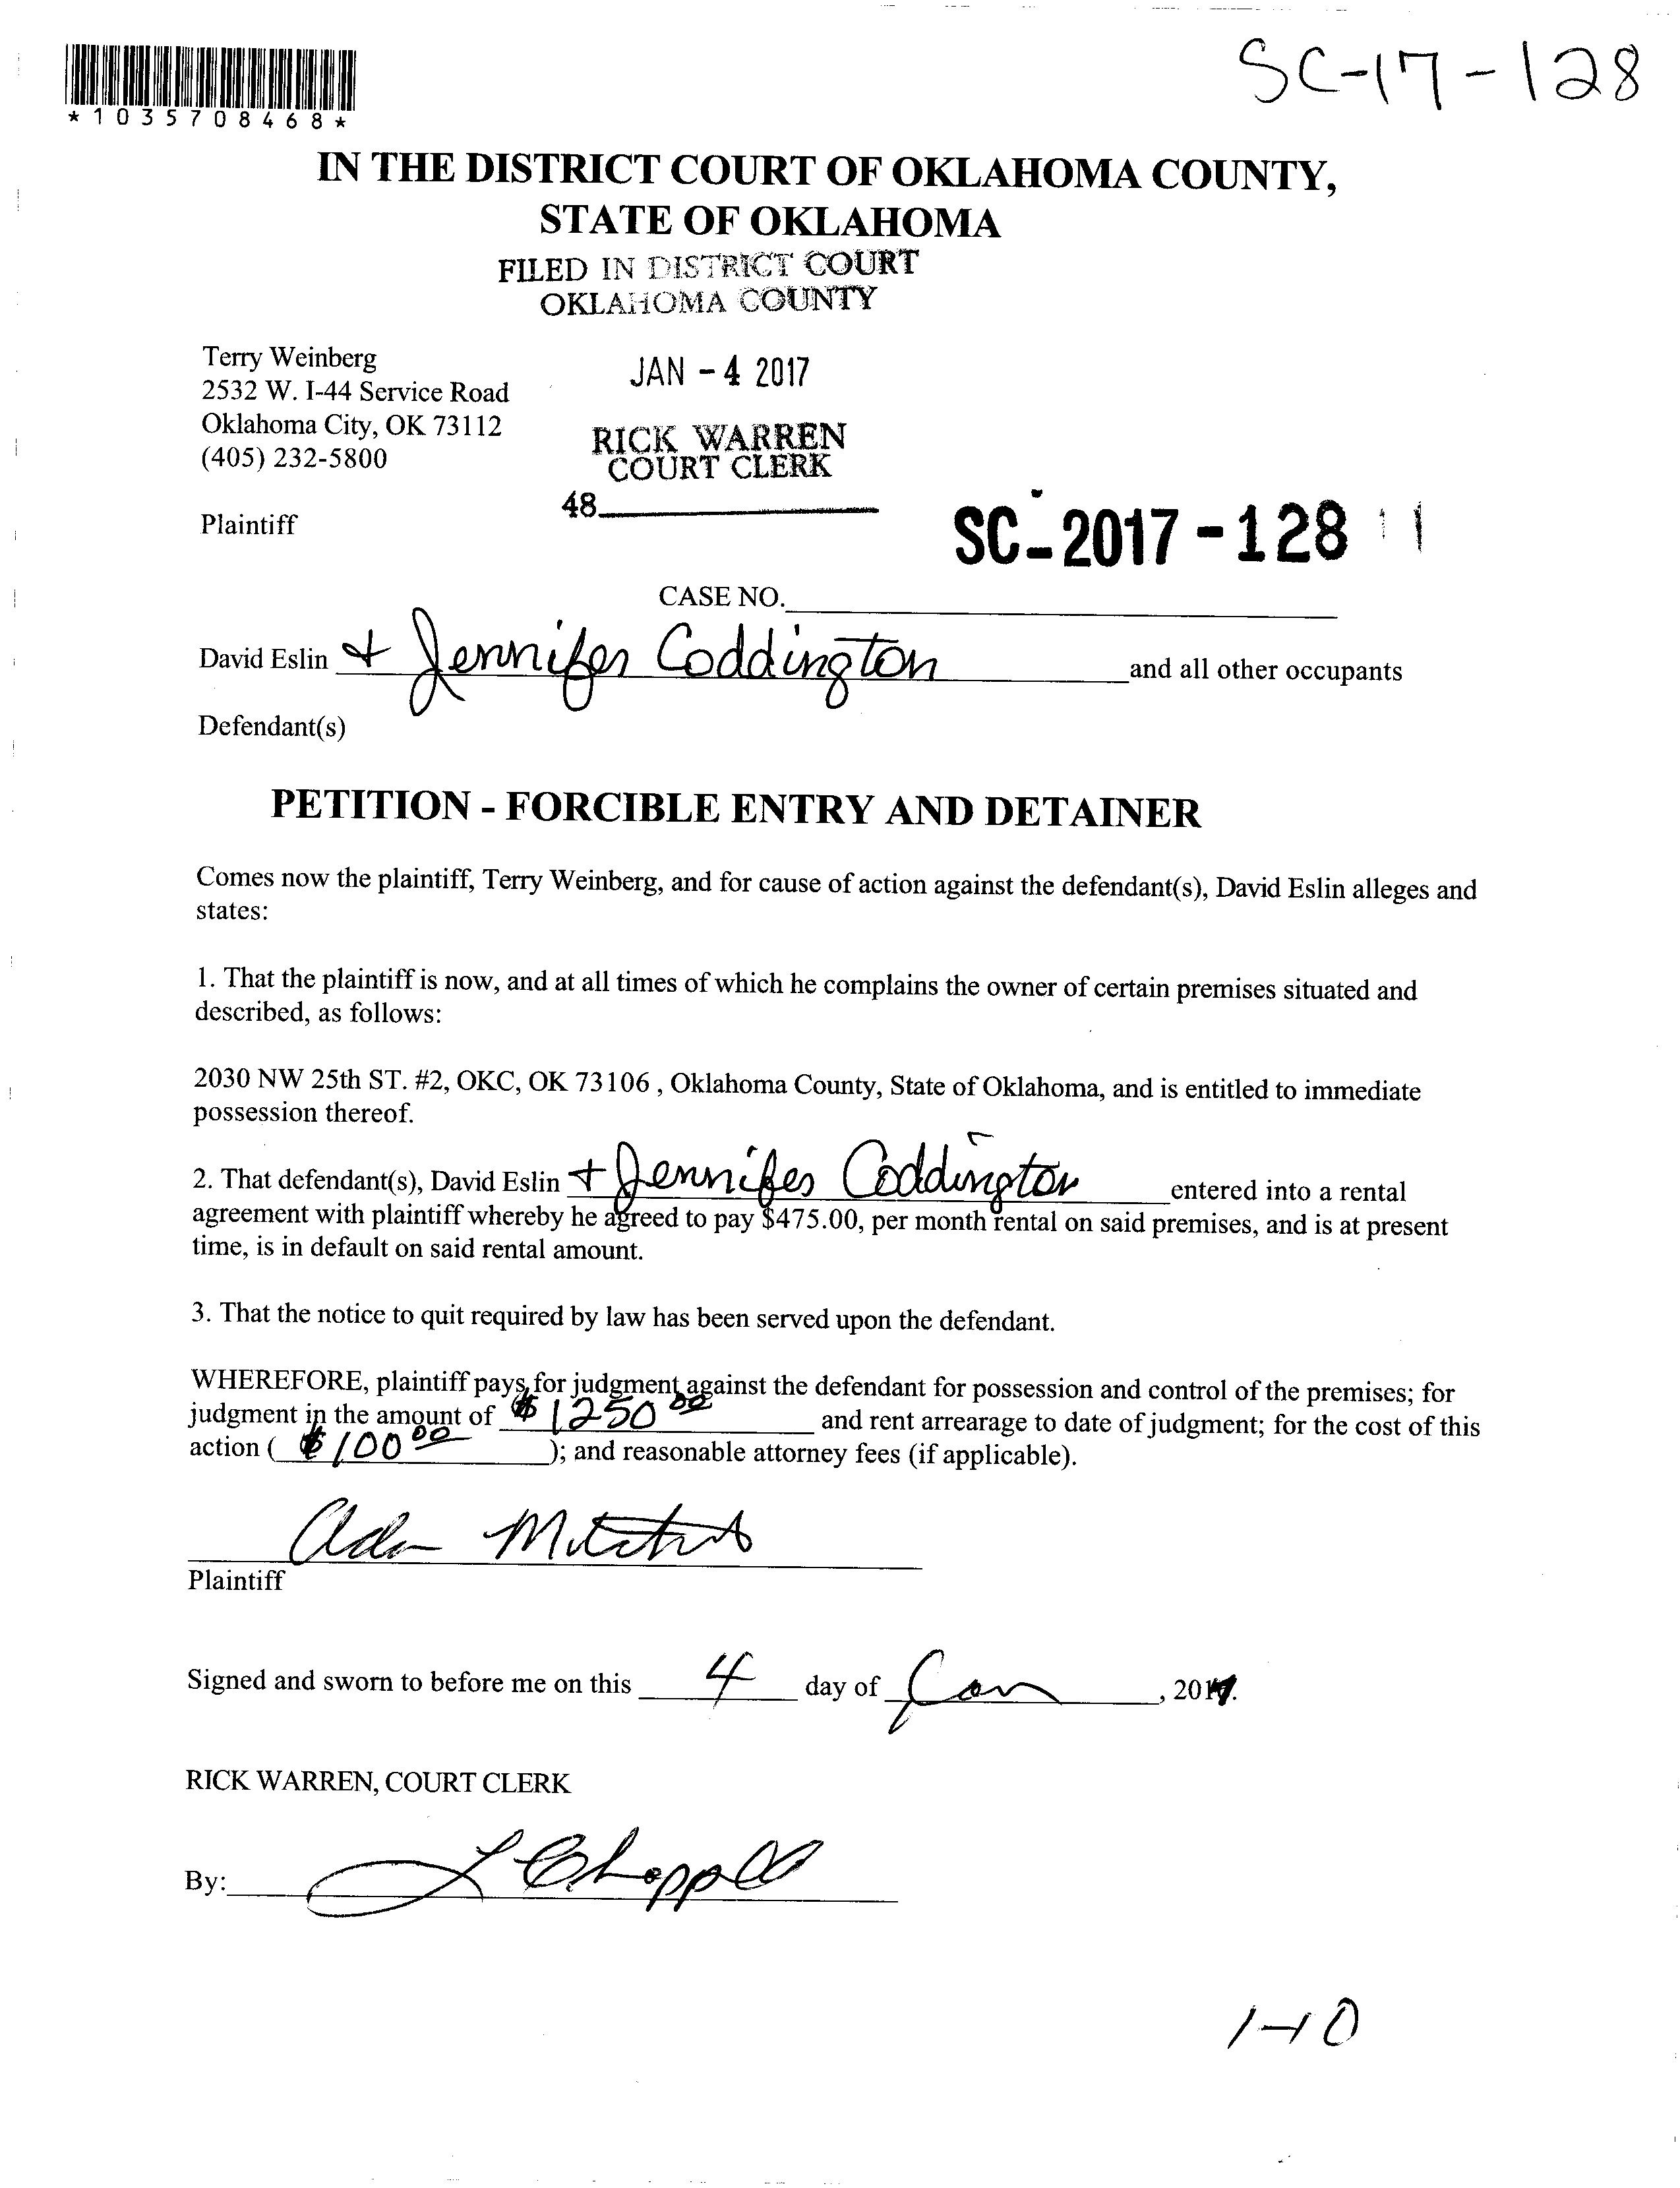 SC-17-128
*1035708468*
IN THE DISTRICT COURT OF OKLAHOMA COUNTY,
STATE OF OKLAHOMA
FILED IN DISTRICT COURT
OKLAHOMA COUNTY
Terry Weinberg
2532 W. I-44 Service Road
Oklahoma City, OK 73112
(405) 232-5800
JAN - 4 2017
RICK WARREN
COURT CLERK
48
Plaintiff
SC-2017-128
CASE NO.
David Eslin + Jennifer Coddington and all other occupants
Defendant(s)
PETITION - FORCIBLE ENTRY AND DETAINER
Comes now the plaintiff, Terry Weinberg, and for cause of action against the defendant(s), David Eslin alleges and
states:
1. That the plaintiff is now, and at all times of which he complains the owner of certain premises situated and
described, as follows:
2030 NW 25th ST. #2, OKC, OK 73106 , Oklahoma County, State of Oklahoma, and is entitled to immediate
possession thereof.
2. That defendant(s), David Eslin + Jennifer Coddington entered into a rental
agreement with plaintiff whereby he agreed to pay $475.00, per month rental on said premises, and is at present
time, is in default on said rental amount.
3. That the notice to quit required by law has been served upon the defendant.
WHEREFORE, plaintiff pays for judgment against the defendant for possession and control of the premises; for
judgment in the amount of $1250 00 and rent arrearage to date of judgment; for the cost of this
action ( $100 00 ); and reasonable attorney fees (if applicable).
Plaintiff
Signed and sworn to before me on this 4 day of Jan, 2017.
RICK WARREN, COURT CLERK
By: L Chappell
1-10